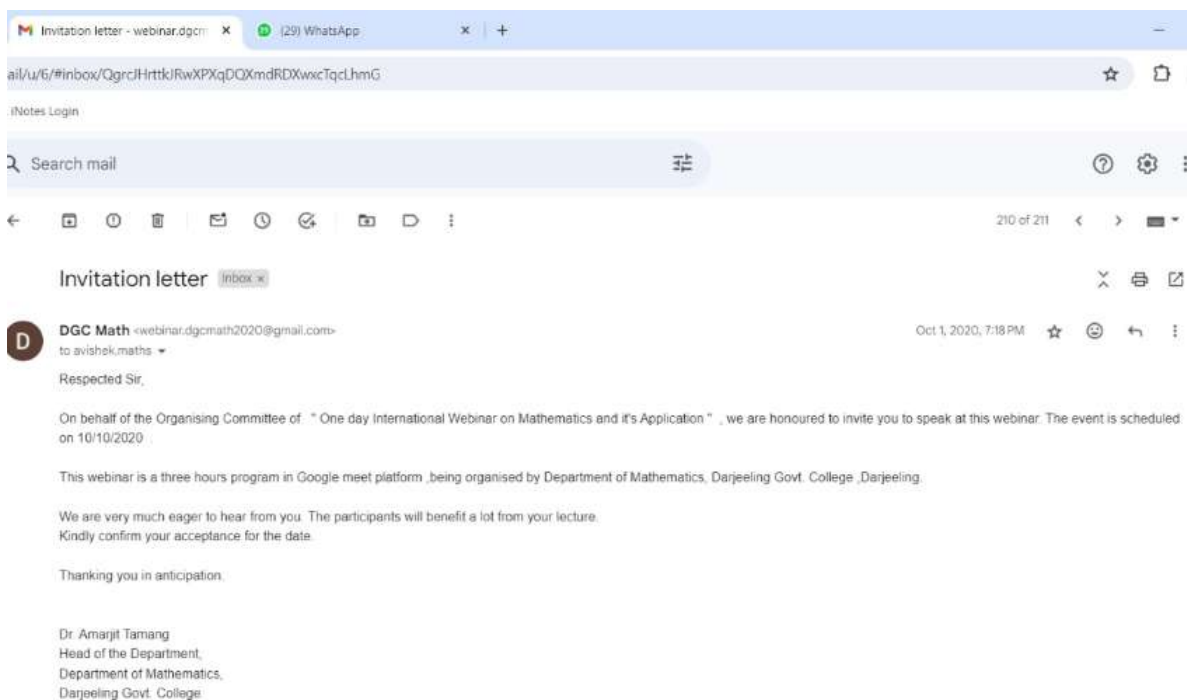 Invitation letter - webinar.dgcm
(29) WhatsApp
ail/u/6/#inbox/QgrcJHrttkJRwXPXqDQXmdRDXwxcTqcLhmG
iNotes Login
Search mail
210 of 211
Invitation letter Inbox ×
D
DGC Math <webinar.dgcmath2020@gmail.com>
Oct 1, 2020, 7:18 PM
to avishek.maths
Respected Sir,
On behalf of the Organising Committee of " One day International Webinar on Mathematics and it's Application " , we are honoured to invite you to speak at this webinar. The event is scheduled
on 10/10/2020 .
This webinar is a three hours program in Google meet platform ,being organised by Department of Mathematics, Darjeeling Govt. College ,Darjeeling.
We are very much eager to hear from you. The participants will benefit a lot from your lecture.
Kindly confirm your acceptance for the date.
Thanking you in anticipation.
Dr. Amarjit Tamang
Head of the Department,
Department of Mathematics,
Darjeeling Govt. College